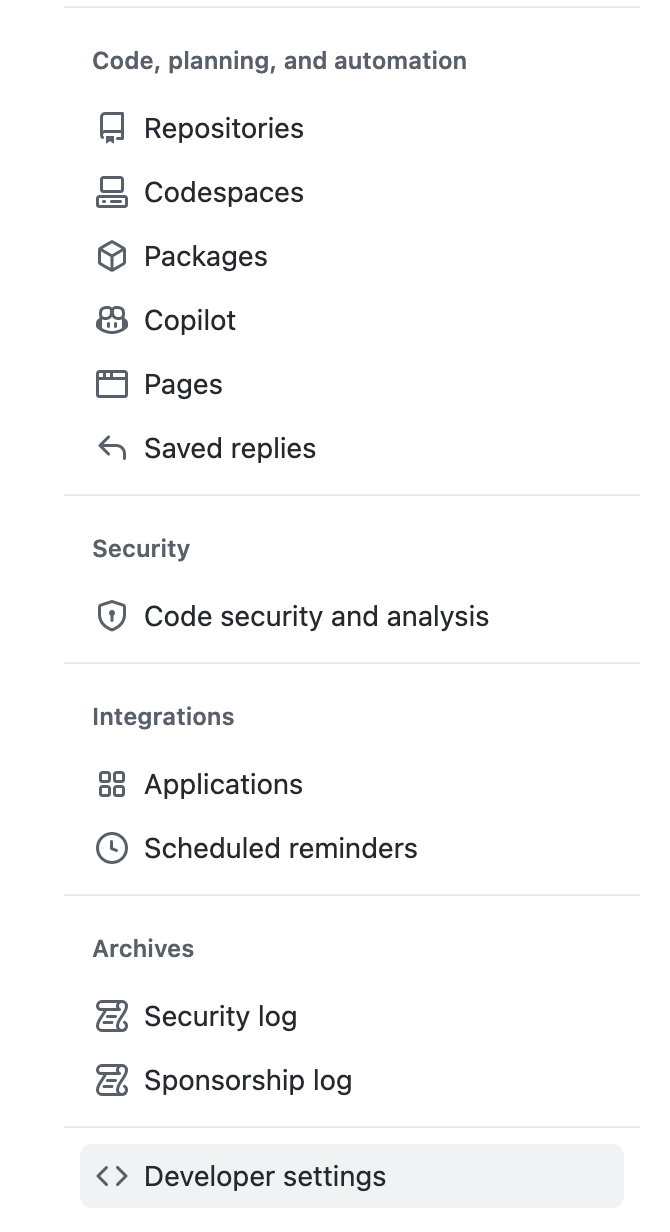 Code, planning, and automation
Repositories
Codespaces
Packages
Copilot
Pages
Saved replies
Security
Code security and analysis
Integrations
Applications
Scheduled reminders
Archives
Security log
Sponsorship log
Developer settings